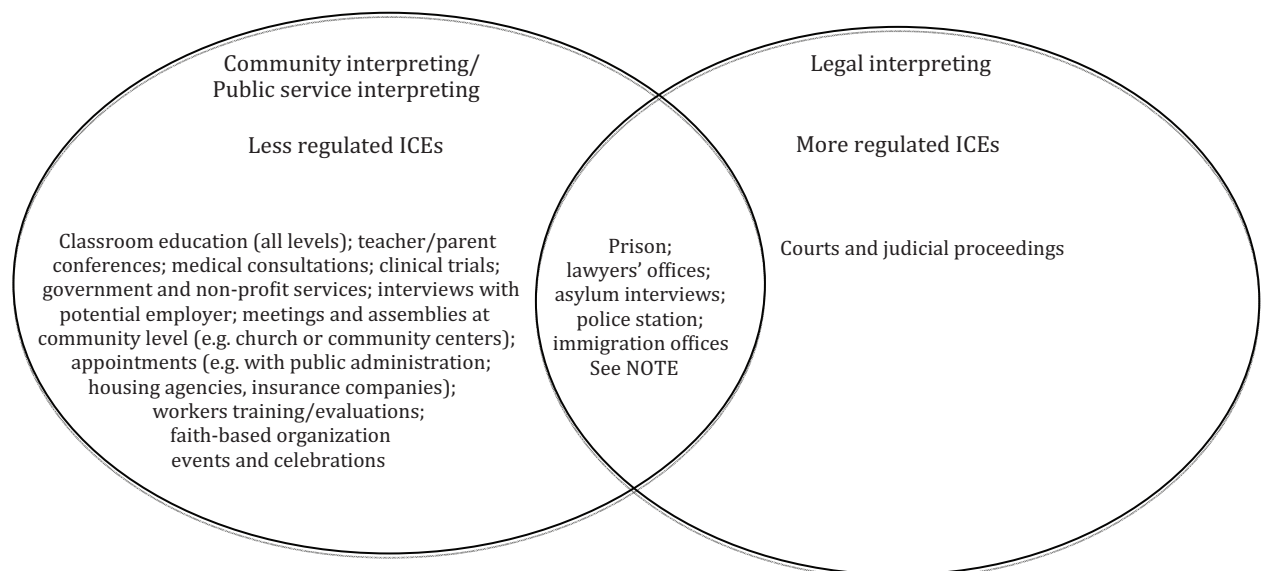 Community interpreting/
Public service interpreting
Less regulated ICEs
Classroom education (all levels); teacher/parent
conferences; medical consultations; clinical trials;
government and non-profit services; interviews with
potential employer; meetings and assemblies at
community level (e.g. church or community centers);
appointments (e.g. with public administration;
housing agencies, insurance companies);
workers training/evaluations;
faith-based organization
events and celebrations
Prison;
lawyers’ offices;
asylum interviews;
police station;
immigration offices
See NOTE
Legal interpreting
More regulated ICEs
Courts and judicial proceedings